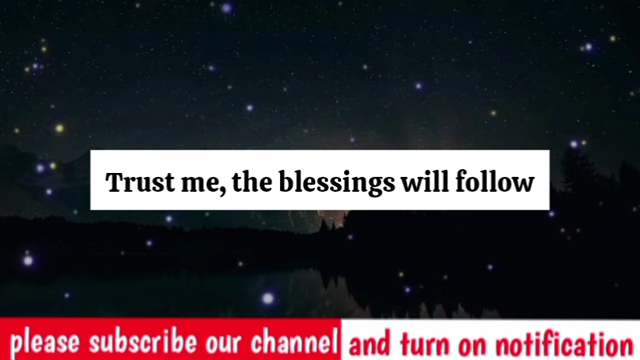 Trust me, the blessings will follow
please subscribe our channel and turn on notification